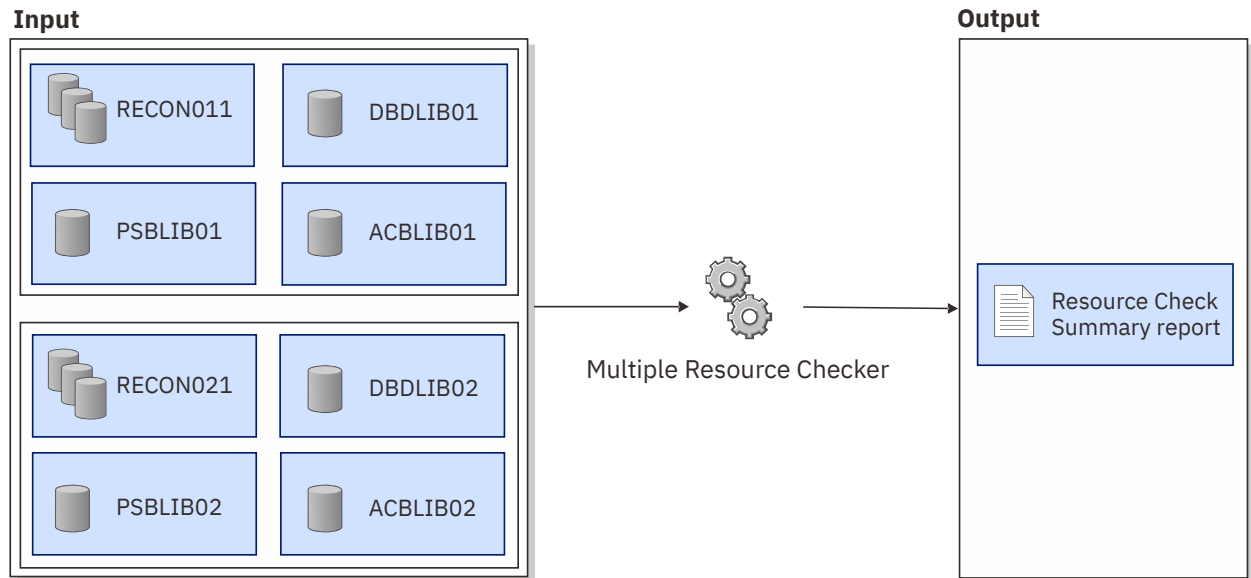 Input
Output
RECON011
DBDLIB01
PSBLIB01
ACBLIB01
RECON021
DBDLIB02
PSBLIB02
ACBLIB02
Multiple Resource Checker
Resource Check
Summary report